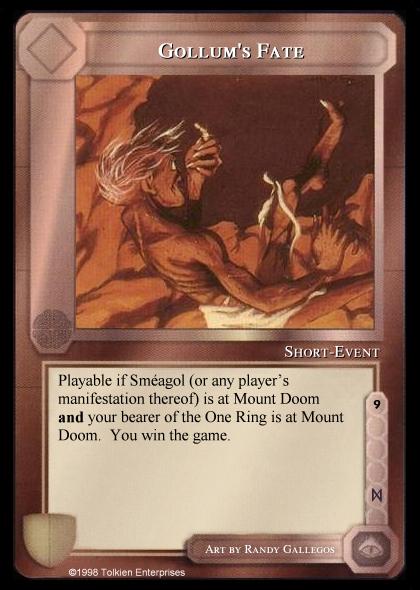 Gollum's Fate
Short-Event
Playable if Sméagol (or any player's
manifestation thereof) is at Mount Doom
and your bearer of the One Ring is at Mount
Doom. You win the game.
9
Art by Randy Gallegos
©1998 Tolkien Enterprises